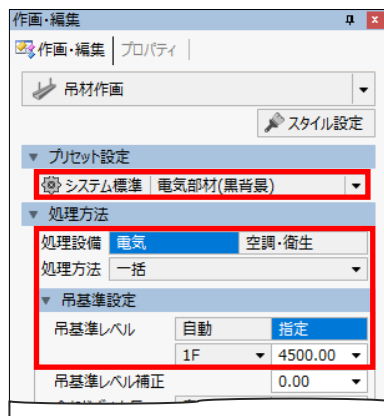 作画・編集
作画・編集 プロパティ
吊材作画
スタイル設定
プリセット設定
システム標準 電気部材(黒背景)
処理方法
処理設備 電気 空調・衛生
処理方法 一括
吊基準設定
吊基準レベル 自動 指定
1F 4500.00
吊基準レベル補正 0.00